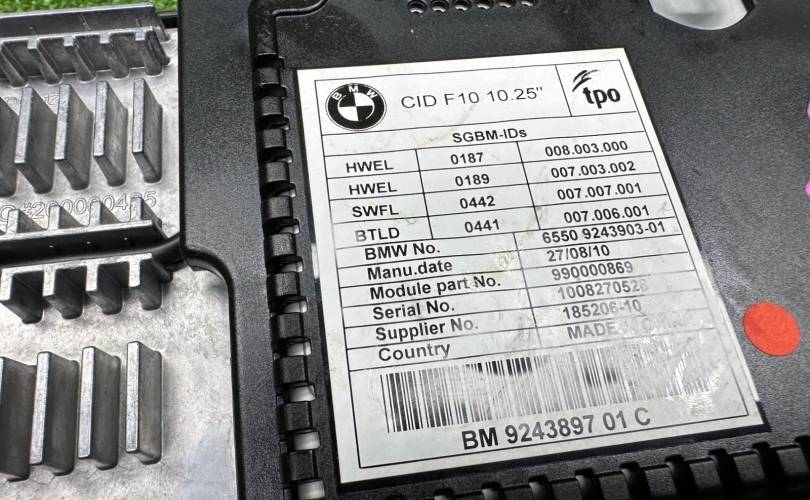 BMW
CID F10 10.25"
tpo
SGBM-IDs
HWEL 0187 008.003.000
HWEL 0189 007.003.002
SWFL 0442 007.007.001
BTLD 0441 007.006.001
BMW No. 6550 9243903-01
Manu.date 27/08/10
Module part No. 990000869
Serial No. 1008270528
Supplier No. 185206-10
Country MADE
BM 9243897 01 C